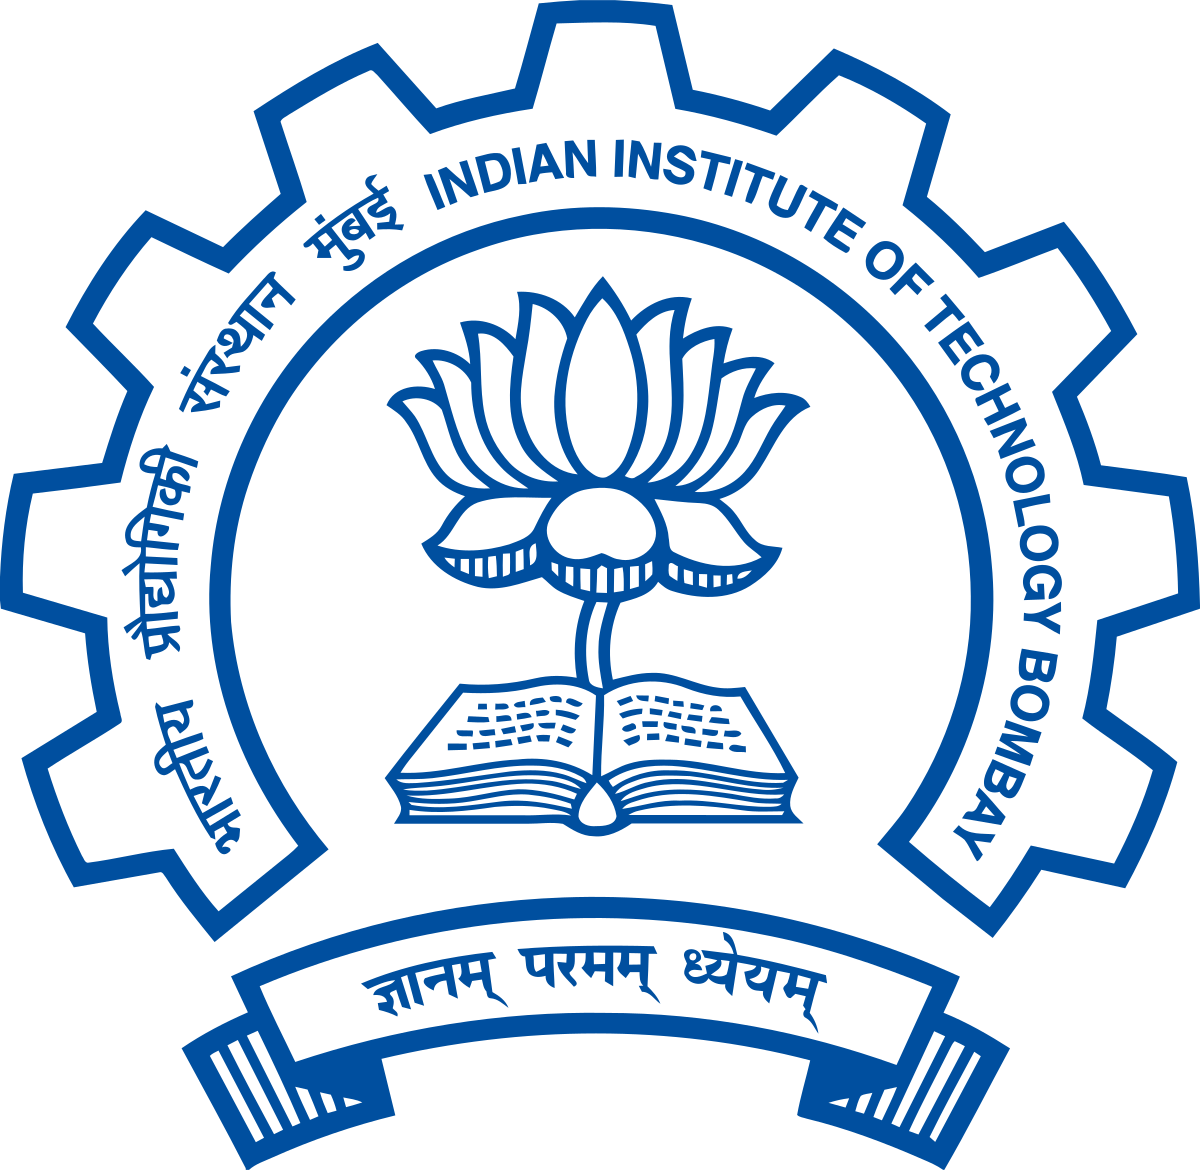 भारतीय प्रौद्योगिकी संस्थान मुंबई
INDIAN INSTITUTE OF TECHNOLOGY BOMBAY
ज्ञानम् परमम् ध्येयम्